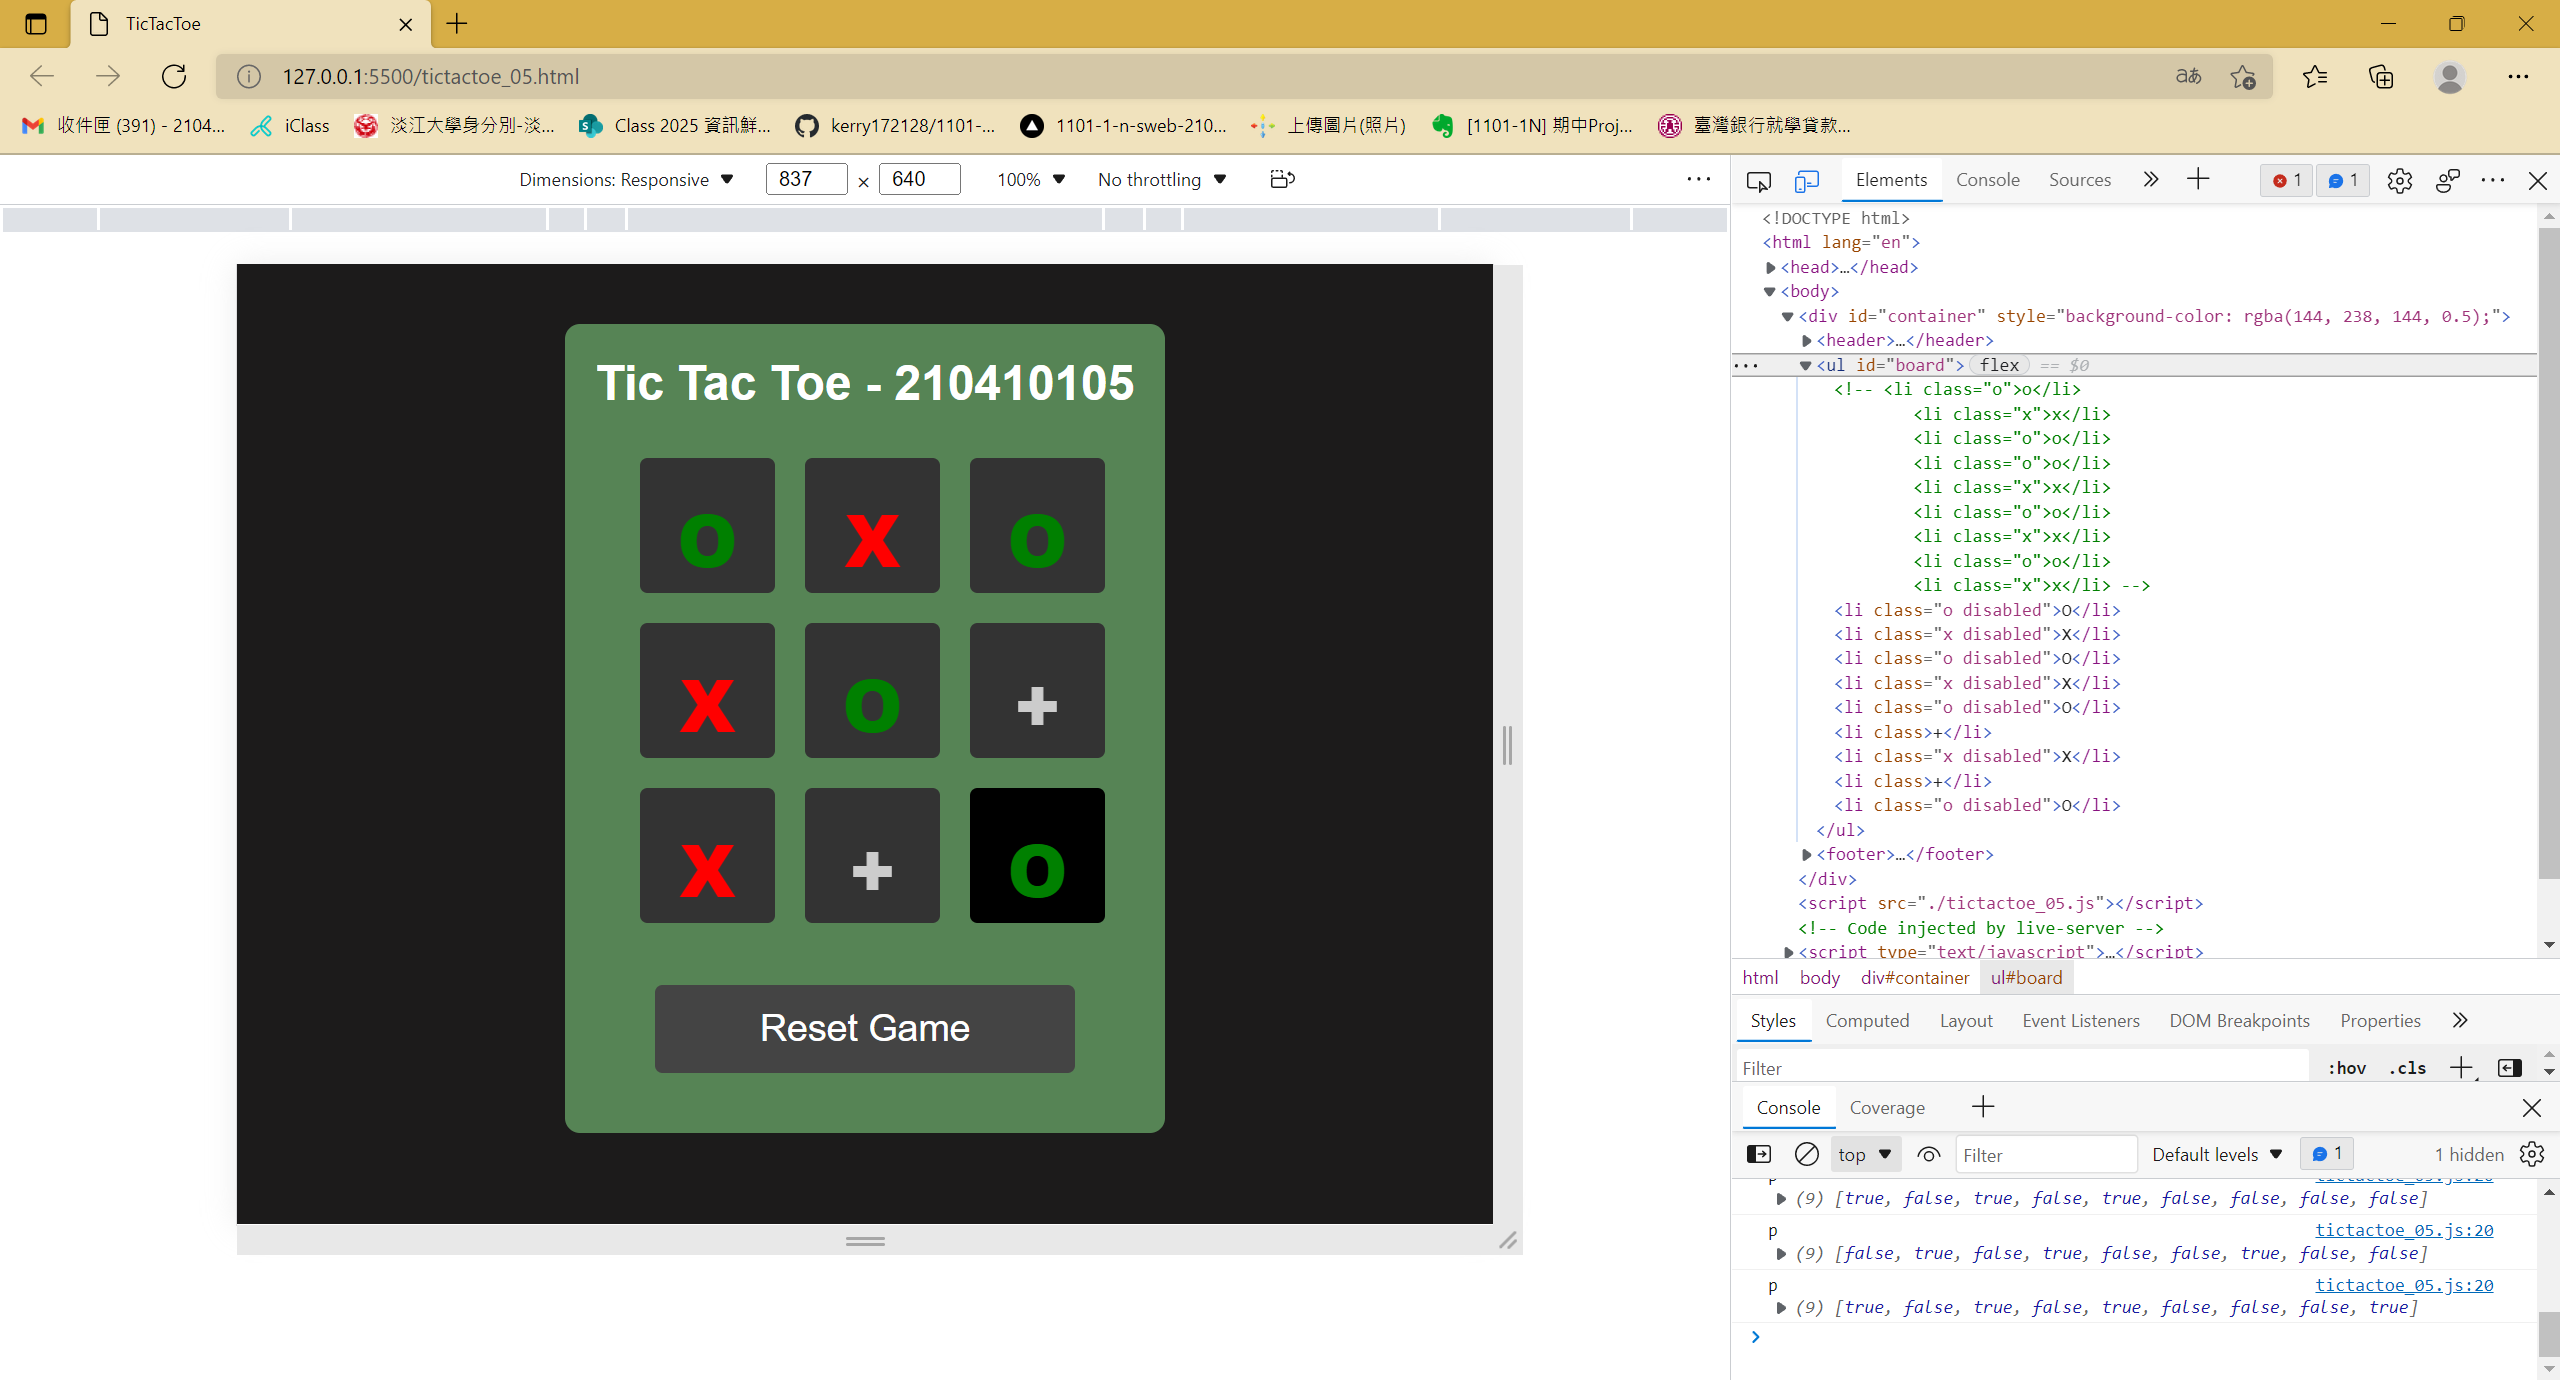 TicTacToe
127.0.0.1:5500/tictactoe_05.html
aあ
收件匣 (391) - 2104... iClass 淡江大學身分別-淡... Class 2025 資訊鮮... kerry172128/1101-... 1101-1-n-sweb-210... 上傳圖片(照片) [1101-1N] 期中Proj... 臺灣銀行就學貸款...
Dimensions: Responsive 837 × 640 100% No throttling
Elements Console Sources 1 1
Tic Tac Toe - 210410105
o x o
x o +
x + o
Reset Game
<!DOCTYPE html>
<html lang="en">
<head>…</head>
<body>
<div id="container" style="background-color: rgba(144, 238, 144, 0.5);">
<header>…</header>
<ul id="board"> flex == $0
<!-- <li class="o">o</li>
<li class="x">x</li>
<li class="o">o</li>
<li class="o">o</li>
<li class="x">x</li>
<li class="o">o</li>
<li class="x">x</li>
<li class="o">o</li>
<li class="x">x</li> -->
<li class="o disabled">O</li>
<li class="x disabled">X</li>
<li class="o disabled">O</li>
<li class="x disabled">X</li>
<li class="o disabled">O</li>
<li class>+</li>
<li class="x disabled">X</li>
<li class>+</li>
<li class="o disabled">O</li>
</ul>
<footer>…</footer>
</div>
<script src="./tictactoe_05.js"></script>
<!-- Code injected by live-server -->
<script type="text/javascript">…</script>
html body div#container ul#board
Styles Computed Layout Event Listeners DOM Breakpoints Properties
Filter :hov .cls
Console Coverage
top Filter Default levels 1 1 hidden
p tictactoe_05.js:20
(9) [true, false, true, false, true, false, false, false, false]
p tictactoe_05.js:20
(9) [false, true, false, true, false, false, true, false, false]
p tictactoe_05.js:20
(9) [true, false, true, false, true, false, false, false, true]